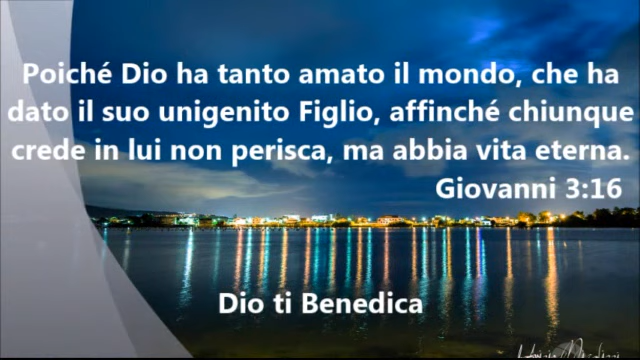 Poiché Dio ha tanto amato il mondo, che ha
dato il suo unigenito Figlio, affinché chiunque
crede in lui non perisca, ma abbia vita eterna.
Giovanni 3:16
Dio ti Benedica